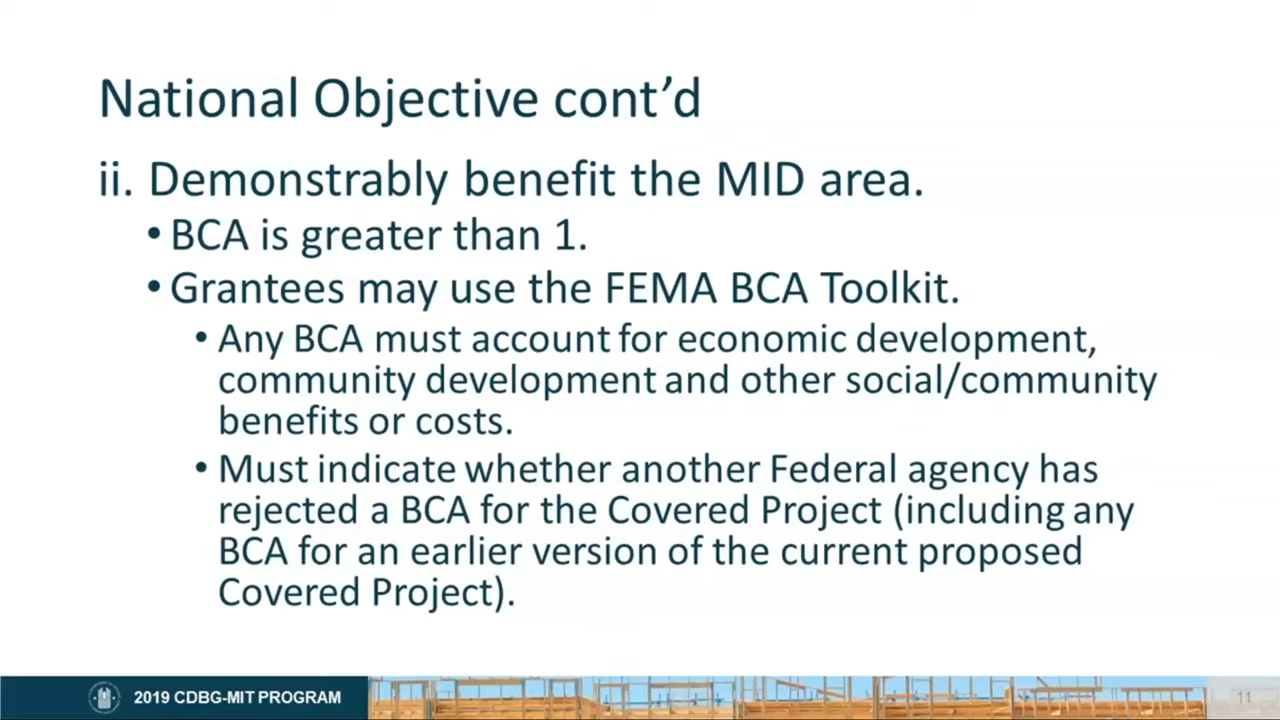 National Objective cont’d
ii. Demonstrably benefit the MID area.
• BCA is greater than 1.
• Grantees may use the FEMA BCA Toolkit.
• Any BCA must account for economic development,
community development and other social/community
benefits or costs.
• Must indicate whether another Federal agency has
rejected a BCA for the Covered Project (including any
BCA for an earlier version of the current proposed
Covered Project).
2019 CDBG-MIT PROGRAM
11